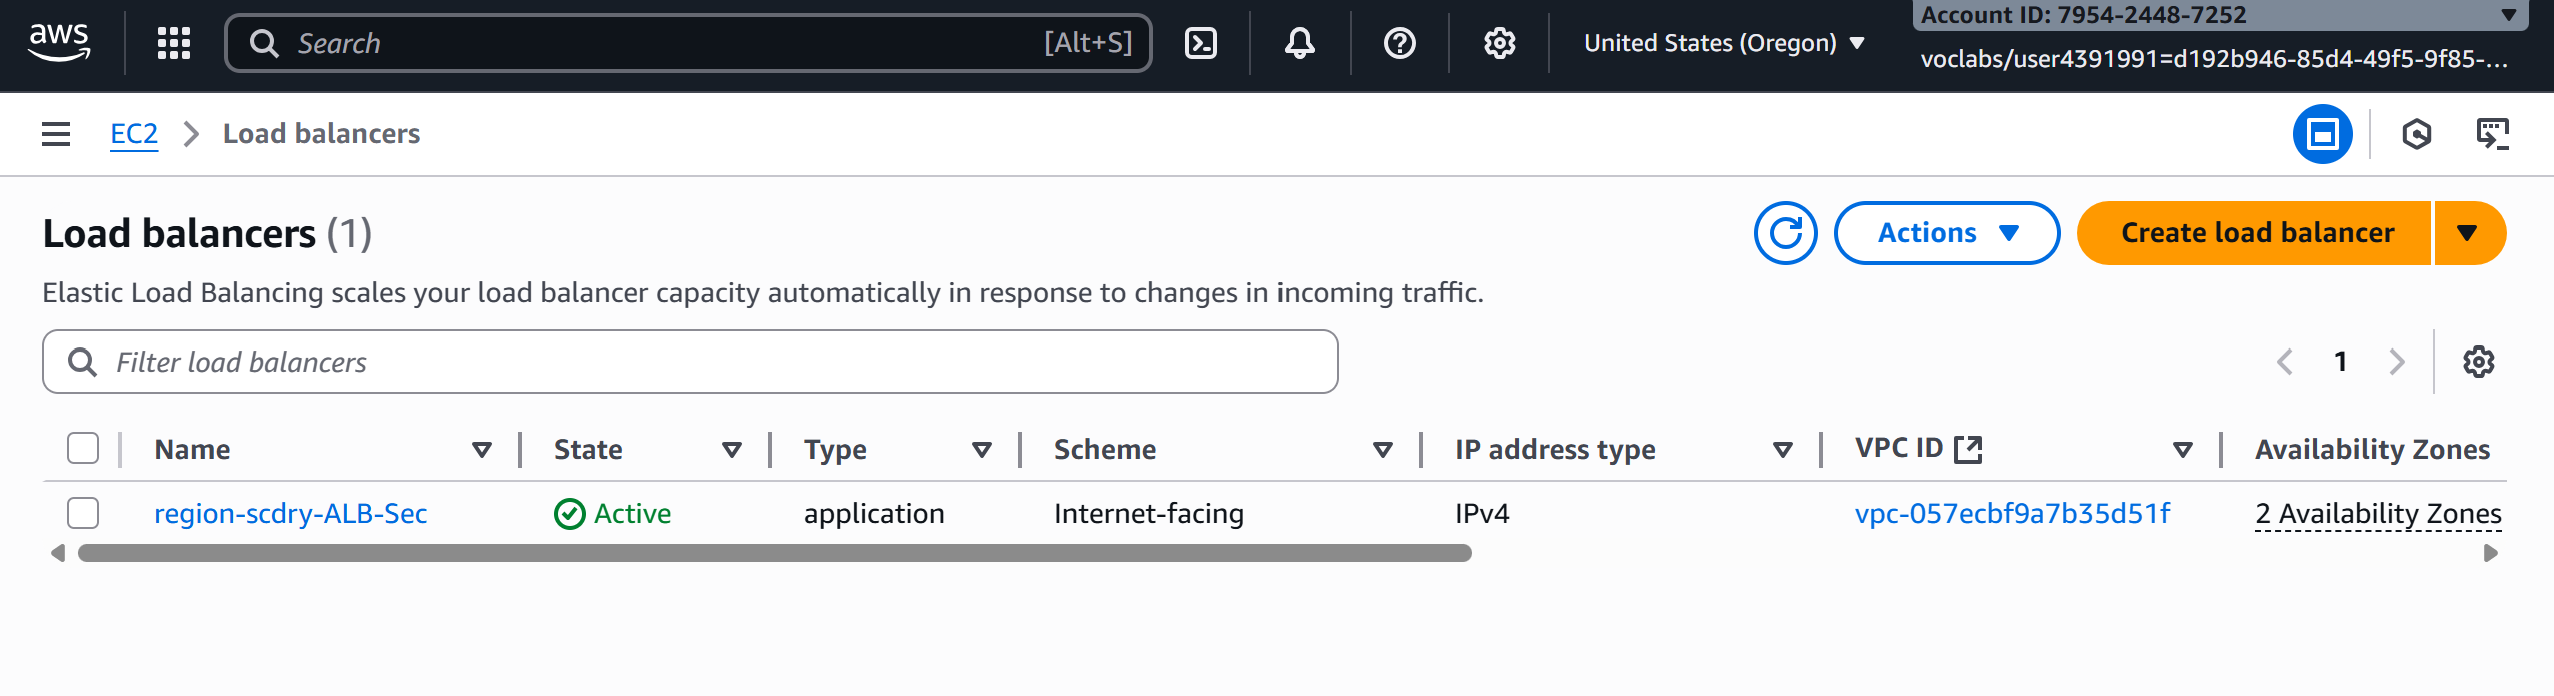 aws
Search [Alt+S]
United States (Oregon)
Account ID: 7954-2448-7252
voclabs/user4391991=d192b946-85d4-49f5-9f85-...
EC2 Load balancers
Load balancers (1)
Actions
Create load balancer
Elastic Load Balancing scales your load balancer capacity automatically in response to changes in incoming traffic.
Filter load balancers
1
Name State Type Scheme IP address type VPC ID Availability Zones
region-scdry-ALB-Sec Active application Internet-facing IPv4 vpc-057ecbf9a7b35d51f 2 Availability Zones